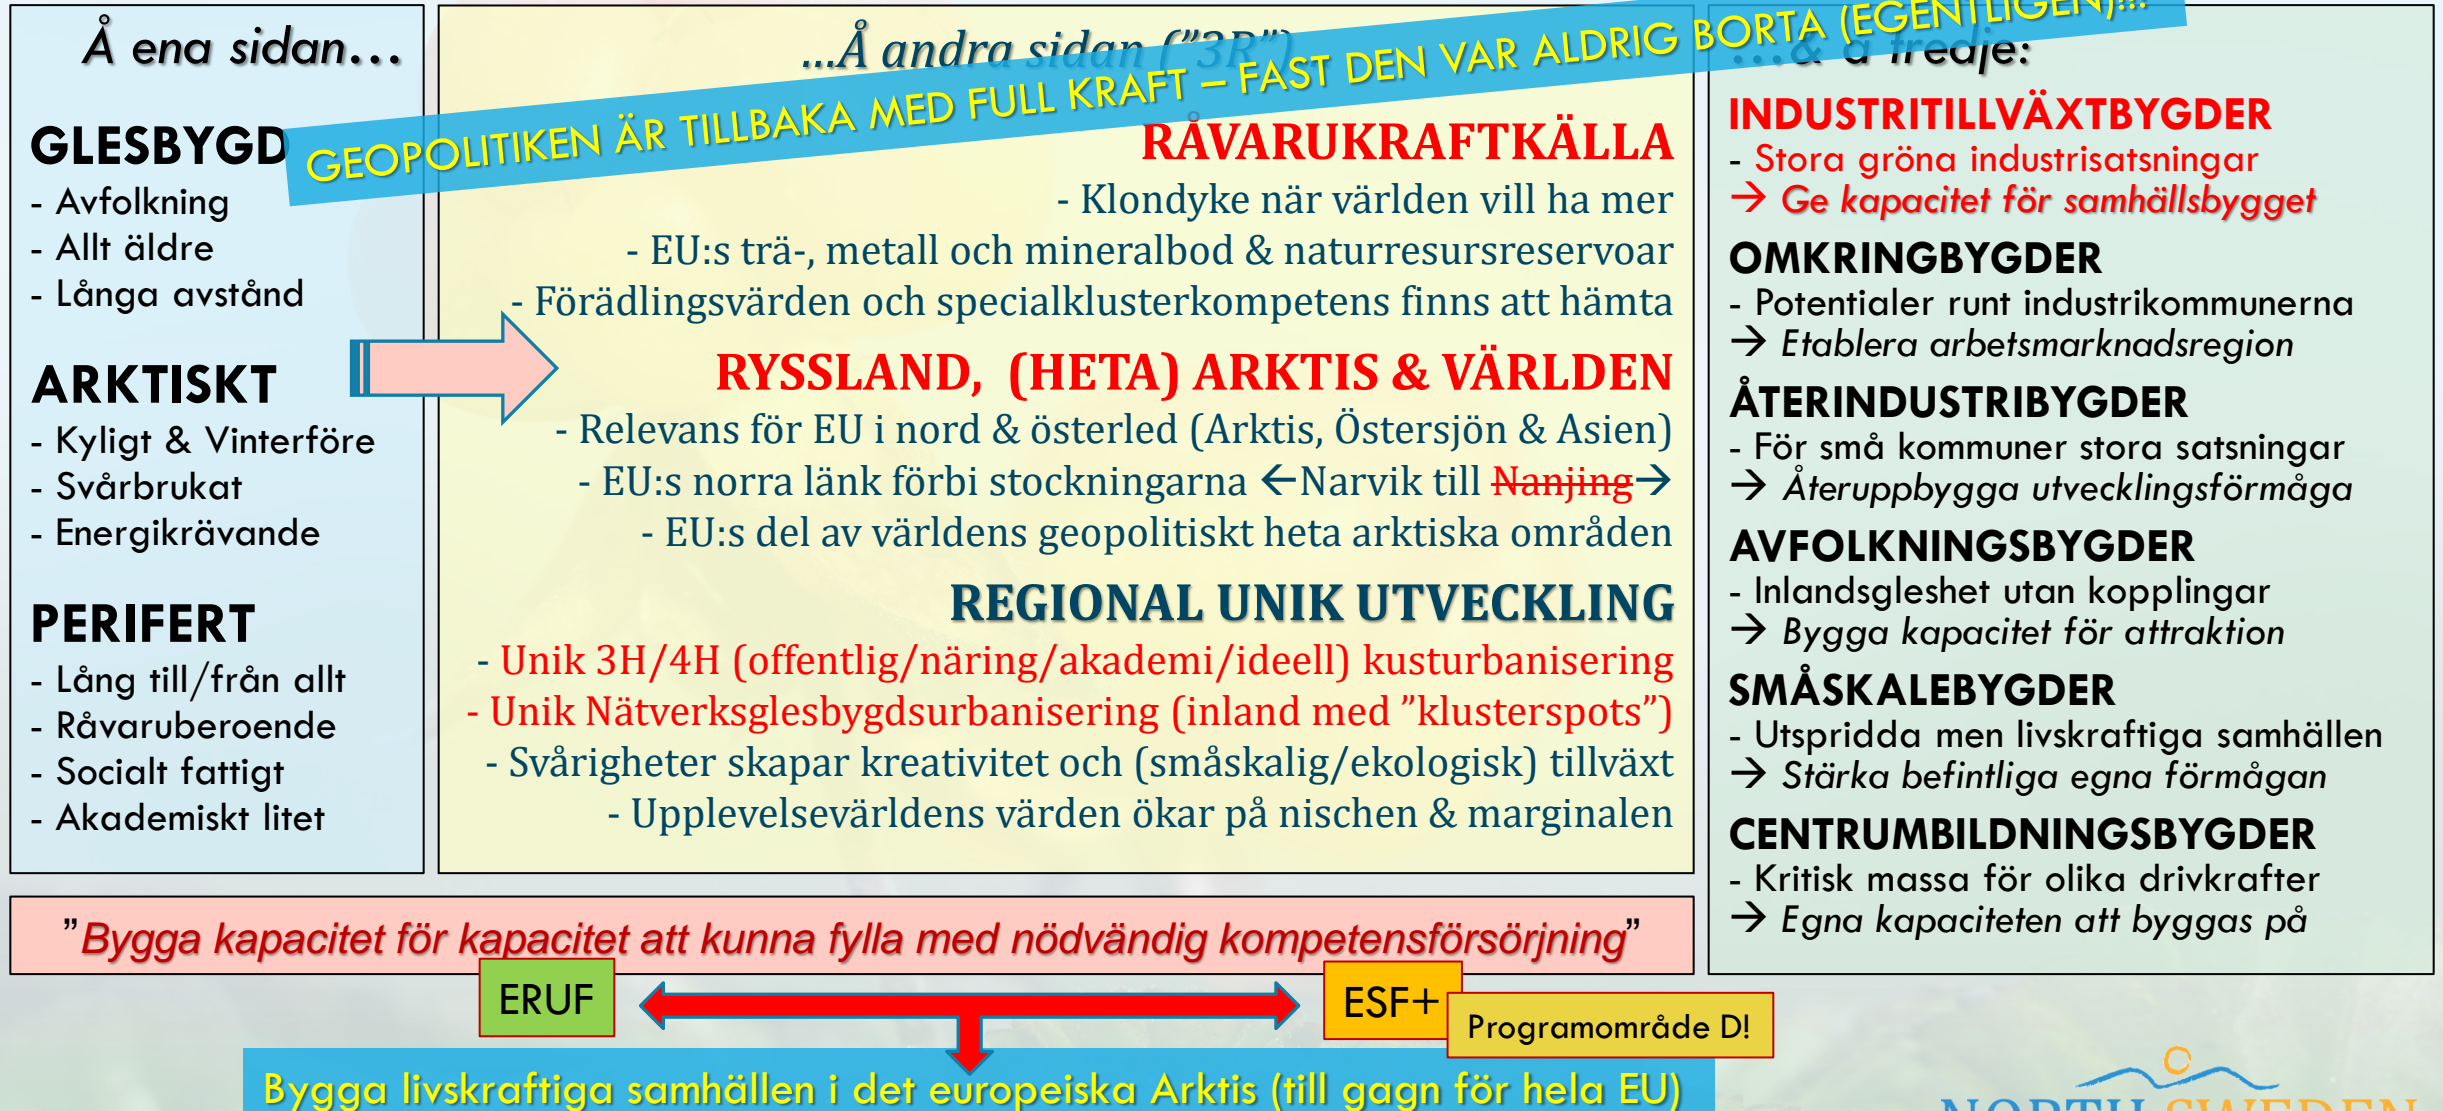 Å ena sidan...
GLESBYGD
- Avfolkning
- Allt äldre
- Långa avstånd
ARKTISKT
- Kyligt & Vinterföre
- Svårbrukat
- Energikrävande
PERIFERT
- Lång till/från allt
- Råvaruberoende
- Socialt fattigt
- Akademiskt litet
...Å andra sidan ("3R")
GEOPOLITIKEN ÄR TILLBAKA MED FULL KRAFT – FAST DEN VAR ALDRIG BORTA (EGENTLIGEN)!!!
RÅVARUKRAFTKÄLLA
- Klondyke när världen vill ha mer
- EU:s trä-, metall och mineralbod & naturresursreservoar
- Förädlingsvärden och specialklusterkompetens finns att hämta
RYSSLAND, (HETA) ARKTIS & VÄRLDEN
- Relevans för EU i nord & österled (Arktis, Östersjön & Asien)
- EU:s norra länk förbi stockningarna ←Narvik till Nanjing→
- EU:s del av världens geopolitiskt heta arktiska områden
REGIONAL UNIK UTVECKLING
- Unik 3H/4H (offentlig/näring/akademi/ideell) kusturbanisering
- Unik Nätverksglesbygdsurbanisering (inland med ”klusterspots”)
- Svårigheter skapar kreativitet och (småskalig/ekologisk) tillväxt
- Upplevelsevärldens värden ökar på nischen & marginalen
...& å tredje:
INDUSTRITILLVÄXTBYGDER
- Stora gröna industrisatsningar
→ Ge kapacitet för samhällsbygget
OMKRINGBYGDER
- Potentialer runt industrikommunerna
→ Etablera arbetsmarknadsregion
ÅTERINDUSTRIBYGDER
- För små kommuner stora satsningar
→ Återuppbygga utvecklingsförmåga
AVFOLKNINGSBYGDER
- Inlandsgleshet utan kopplingar
→ Bygga kapacitet för attraktion
SMÅSKALEBYGDER
- Utspridda men livskraftiga samhällen
→ Stärka befintliga egna förmågan
CENTRUMBILDNINGSBYGDER
- Kritisk massa för olika drivkrafter
→ Egna kapaciteten att byggas på
”Bygga kapacitet för kapacitet att kunna fylla med nödvändig kompetensförsörjning”
ERUF
ESF+
Programområde D!
Bygga livskraftiga samhällen i det europeiska Arktis (till gagn för hela EU)
NORTH SWEDEN